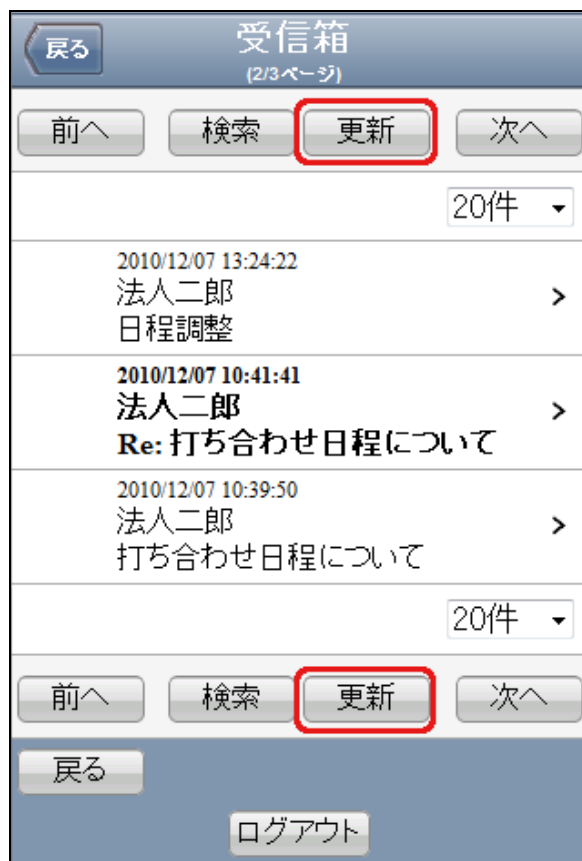 戻る
受信箱
(2/3ページ)
前へ 検索 更新 次へ
20件
2010/12/07 13:24:22
法人二郎
日程調整
2010/12/07 10:41:41
法人二郎
Re: 打ち合わせ日程について
2010/12/07 10:39:50
法人二郎
打ち合わせ日程について
20件
前へ 検索 更新 次へ
戻る
ログアウト